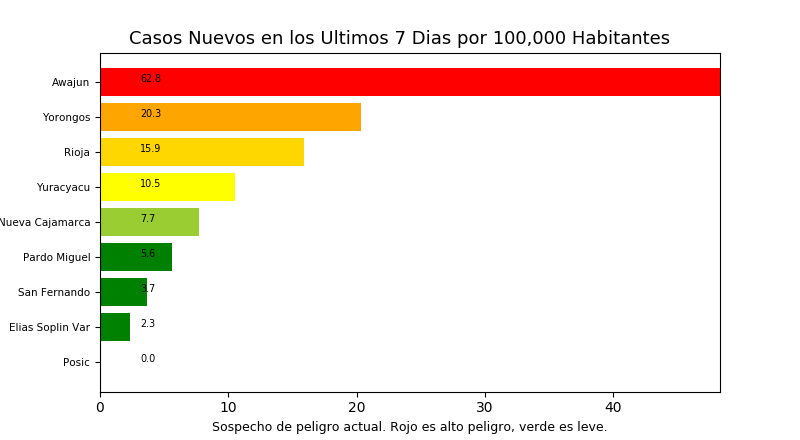 Casos Nuevos en los Ultimos 7 Dias por 100,000 Habitantes
Awajun 62.8
Yorongos 20.3
Rioja 15.9
Yuracyacu 10.5
Nueva Cajamarca 7.7
Pardo Miguel 5.6
San Fernando 3.7
Elias Soplin Var 2.3
Posic 0.0
0 10 20 30 40
Sospecho de peligro actual. Rojo es alto peligro, verde es leve.